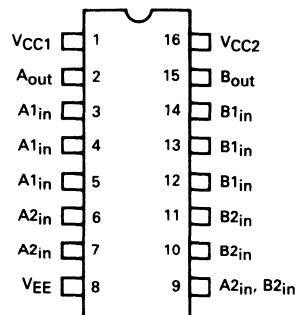 VCC1 1 16 VCC2
Aout 2 15 Bout
A1in 3 14 B1in
A1in 4 13 B1in
A1in 5 12 B1in
A2in 6 11 B2in
A2in 7 10 B2in
VEE 8 9 A2in, B2in